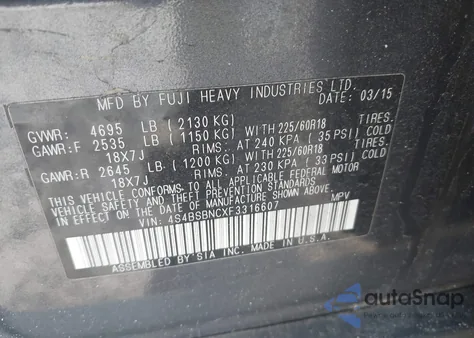 MFD BY FUJI HEAVY INDUSTRIES LTD.
DATE: 03/15
GVWR: 4695 LB (2130 KG)
GAWR:F 2535 LB (1150 KG) WITH 225/60R18 TIRES.
18X7J RIMS: AT 240 KPA ( 35 PSI) COLD
GAWR:R 2645 LB. (1200 KG) WITH 225/60R18 TIRES.
18X7J RIMS: AT 230 KPA ( 33 PSI) COLD
THIS VEHICLE CONFORMS TO ALL APPLICABLE FEDERAL MOTOR
VEHICLE SAFETY AND THEFT PREVENTION STANDARDS
IN EFFECT ON THE DATE OF MANUFACTURE SHOWN ABOVE.
VIN: 4S4BSBNCXF3316607 MPV
ASSEMBLED BY SIA INC. MADE IN U.S.A.
autoSnap